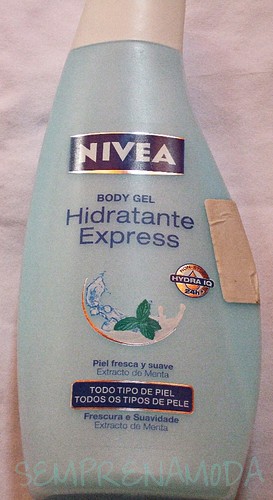 NIVEA
BODY GEL
Hidratante
Express
HYDRA IQ
24h+
Piel fresca y suave
Extracto de Menta
TODO TIPO DE PIEL
TODOS OS TIPOS DE PELE
Frescura e Suavidade
Extracto de Menta
SEMPRENAMODA